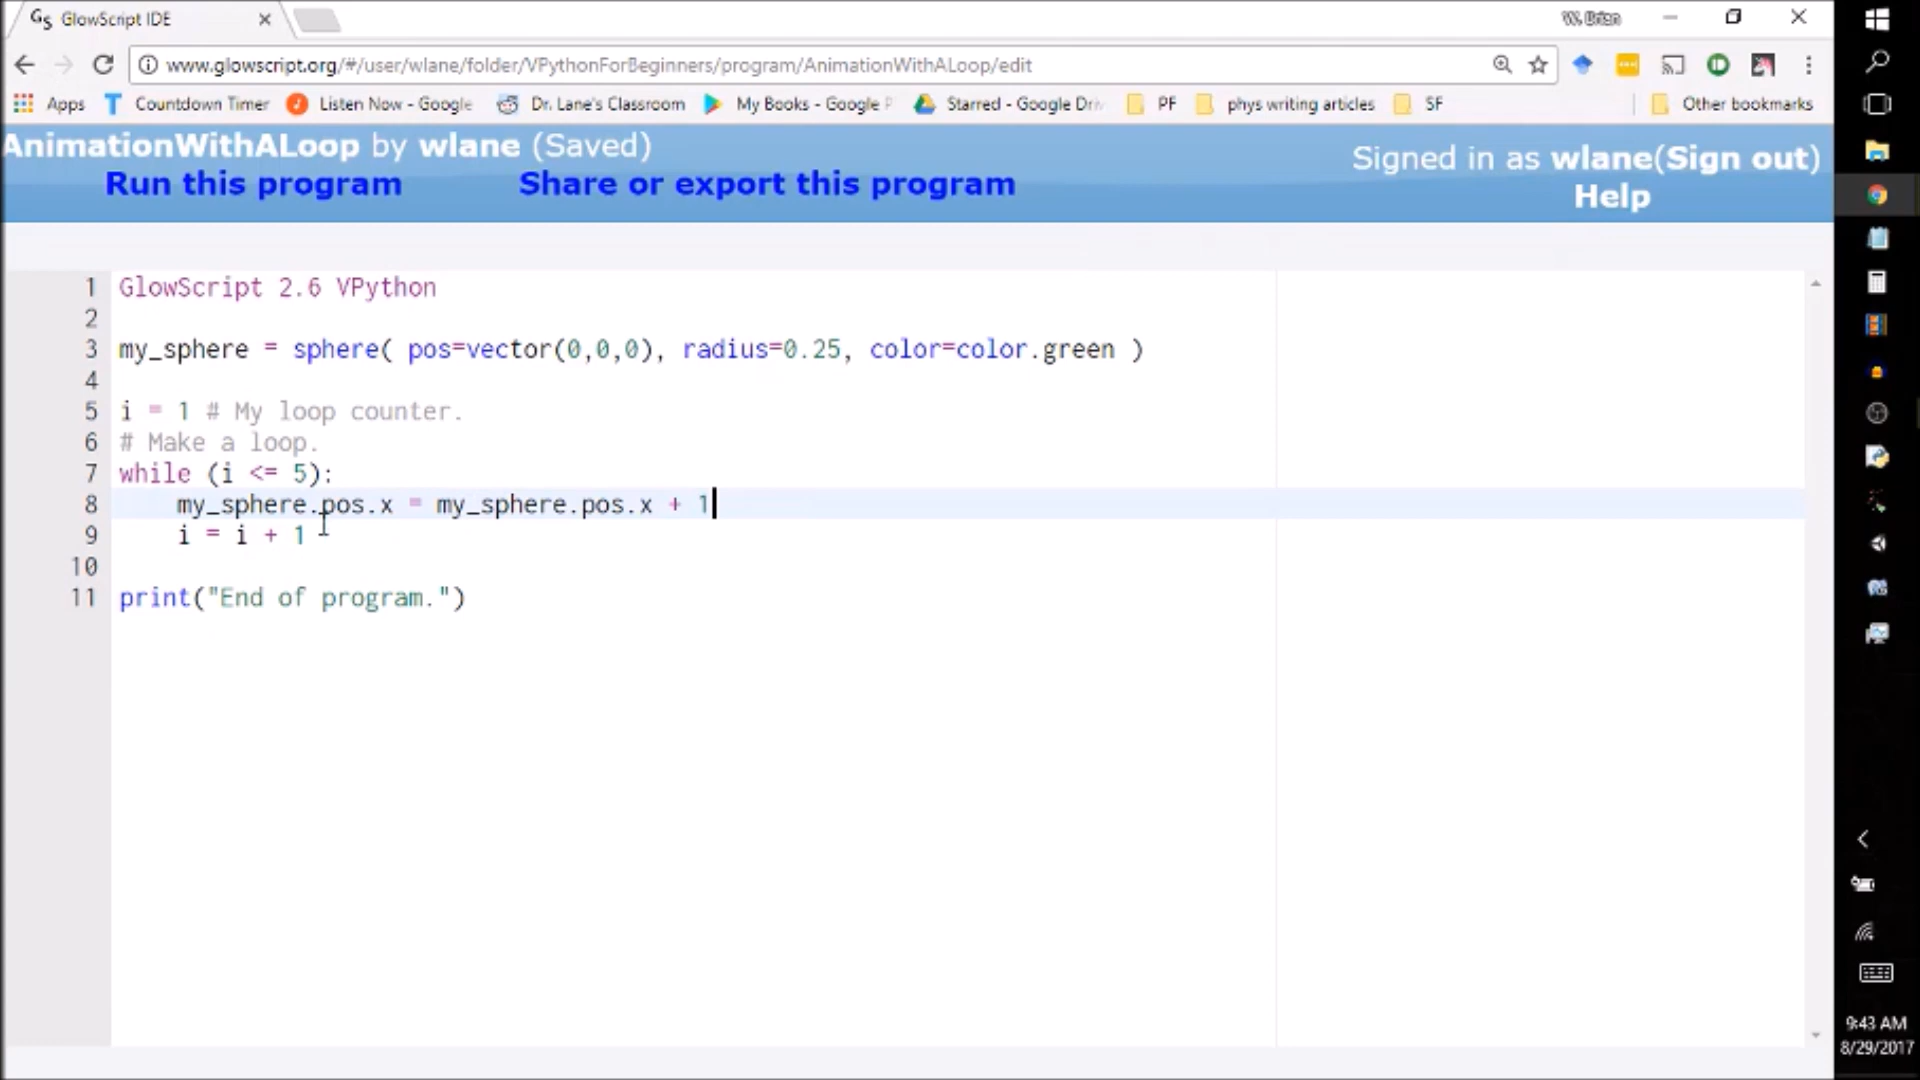 GlowScript IDE
W. Brian
www.glowscript.org/#/user/wlane/folder/VPythonForBeginners/program/AnimationWithALoop/edit
Apps Countdown Timer Listen Now - Google Dr. Lane's Classroom My Books - Google P Starred - Google Driv PF phys writing articles SF Other bookmarks
AnimationWithALoop by wlane (Saved)
Signed in as wlane(Sign out)
Run this program Share or export this program
Help
1 GlowScript 2.6 VPython
2
3 my_sphere = sphere( pos=vector(0,0,0), radius=0.25, color=color.green )
4
5 i = 1 # My loop counter.
6 # Make a loop.
7 while (i <= 5):
8 my_sphere.pos.x = my_sphere.pos.x + 1
9 i = i + 1
10
11 print("End of program.")
9:43 AM
8/29/2017